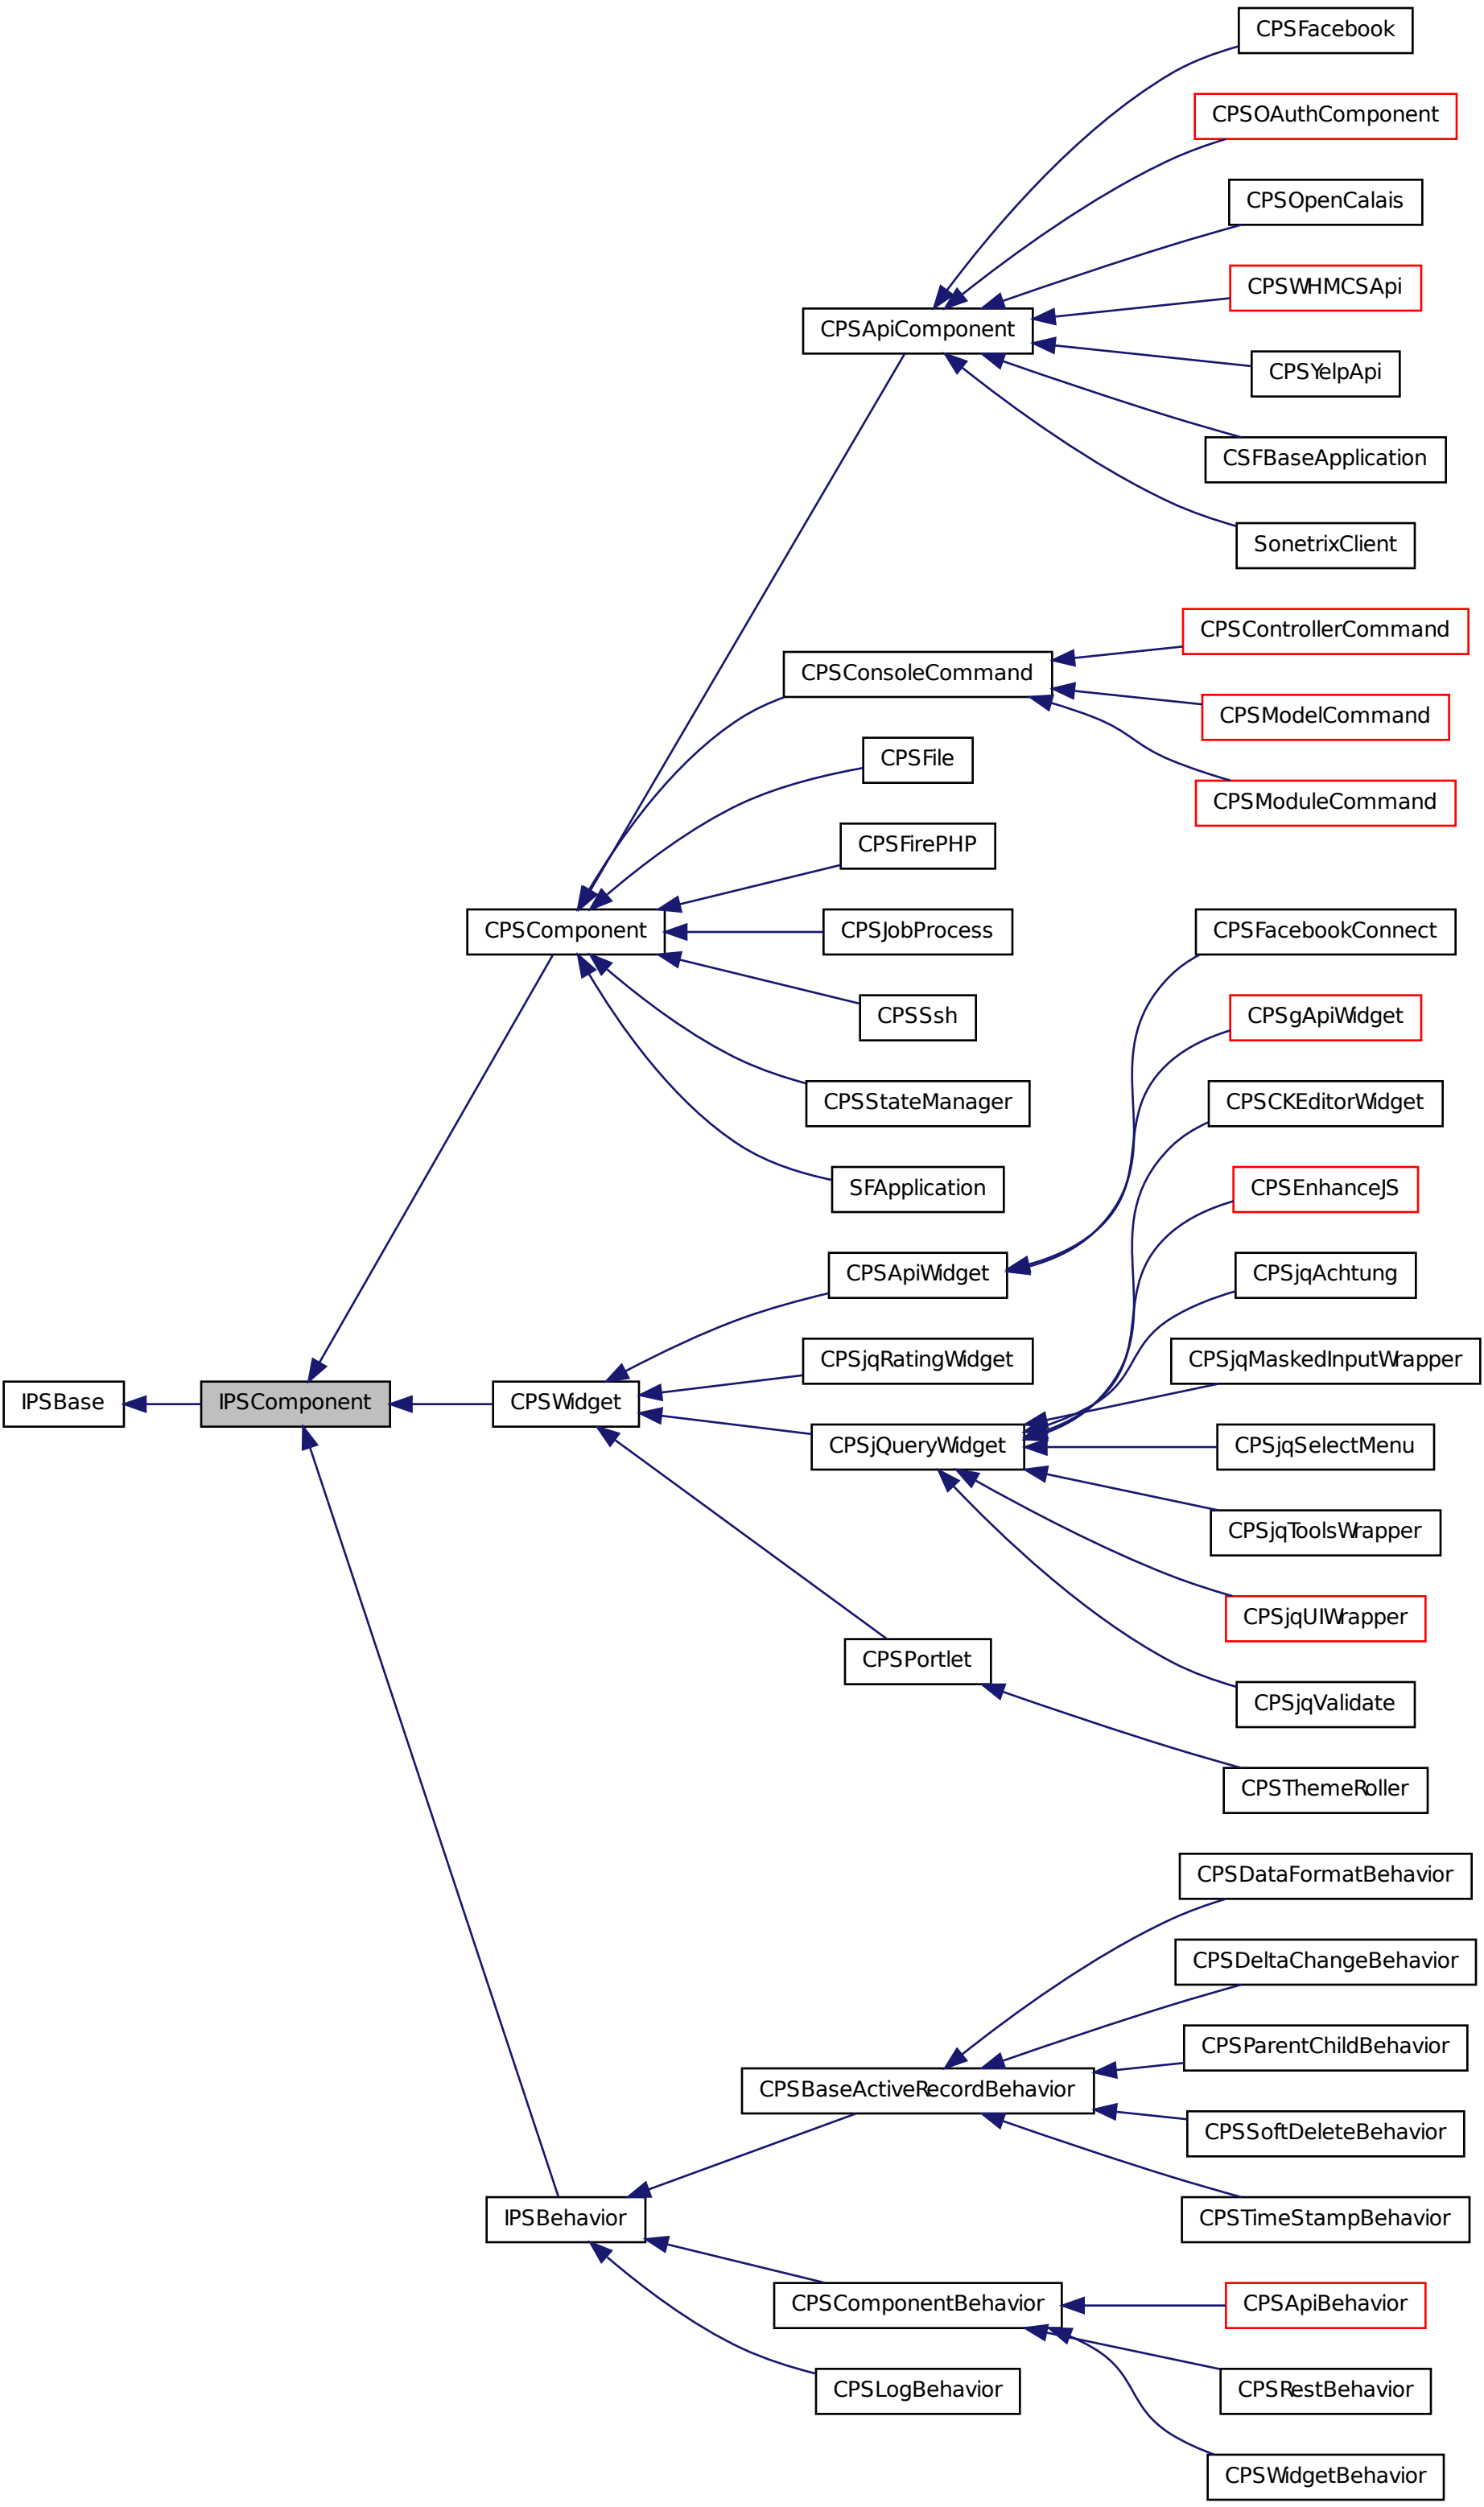 CPSFacebook
CPSOAuthComponent
CPSOpenCalais
CPSWHMCSApi
CPSApiComponent
CPSYelpApi
CSFBaseApplication
SonetrixClient
CPSControllerCommand
CPSConsoleCommand
CPSModelCommand
CPSFile
CPSModuleCommand
CPSFirePHP
CPSComponent
CPSJobProcess
CPSFacebookConnect
CPSSsh
CPSgApiWidget
CPSStateManager
CPSCKEditorWidget
SFApplication
CPSEnhanceJS
CPSApiWidget
CPSjqAchtung
CPSjqRatingWidget
CPSjqMaskedInputWrapper
IPSBase
IPSComponent
CPSWidget
CPSjQueryWidget
CPSjqSelectMenu
CPSjqToolsWrapper
CPSjqUIWrapper
CPSPortlet
CPSjqValidate
CPSThemeRoller
CPSDataFormatBehavior
CPSDeltaChangeBehavior
CPSParentChildBehavior
CPSBaseActiveRecordBehavior
CPSSoftDeleteBehavior
IPSBehavior
CPSTimeStampBehavior
CPSComponentBehavior
CPSApiBehavior
CPSLogBehavior
CPSRestBehavior
CPSWidgetBehavior